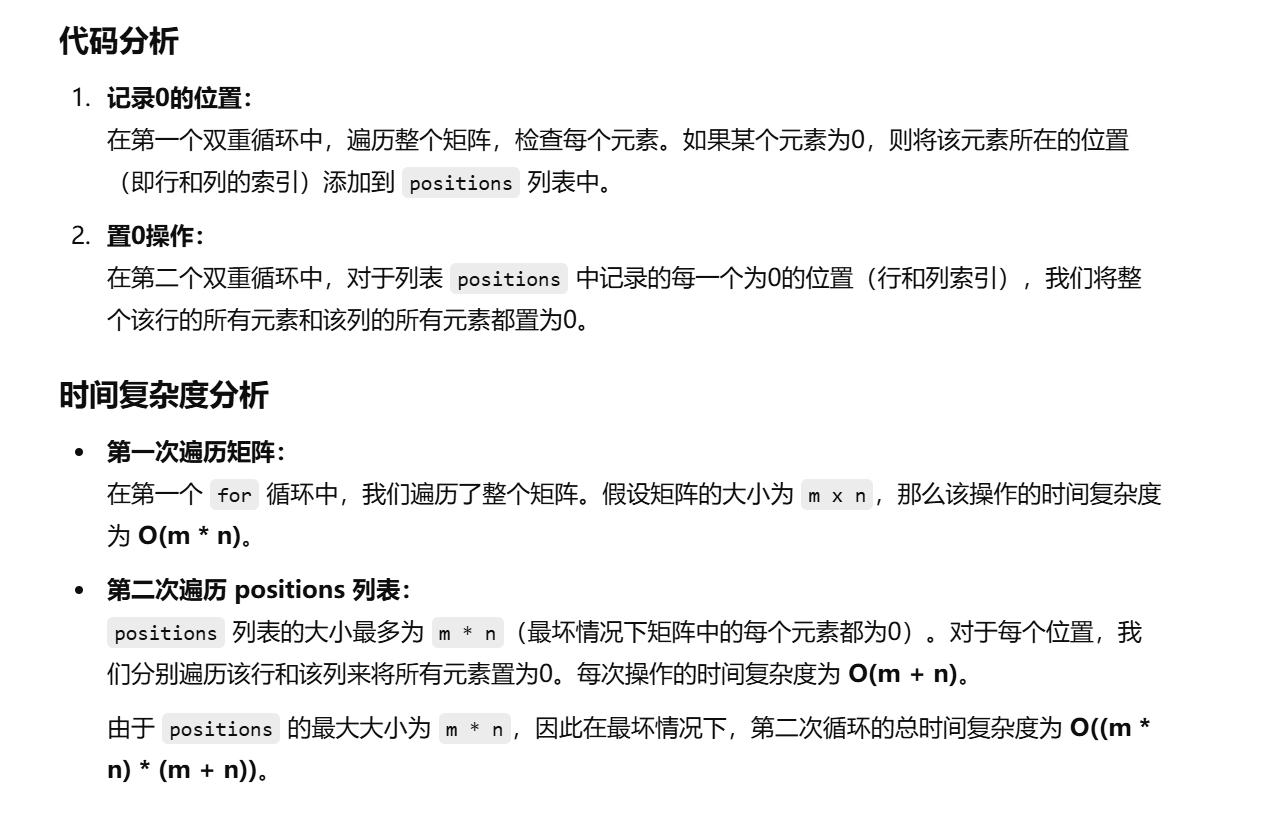 代码分析
1. 记录0的位置：
在第一个双重循环中，遍历整个矩阵，检查每个元素。如果某个元素为0，则将该元素所在的位置
（即行和列的索引）添加到 positions 列表中。
2. 置0操作：
在第二个双重循环中，对于列表 positions 中记录的每一个为0的位置（行和列索引），我们将整
个该行的所有元素和该列的所有元素都置为0。
时间复杂度分析
• 第一次遍历矩阵：
在第一个 for 循环中，我们遍历了整个矩阵。假设矩阵的大小为 m x n，那么该操作的时间复杂度
为 O(m * n)。
• 第二次遍历 positions 列表：
positions 列表的大小最多为 m * n（最坏情况下矩阵中的每个元素都为0）。对于每个位置，我
们分别遍历该行和该列来将所有元素置为0。每次操作的时间复杂度为 O(m + n)。
由于 positions 的最大大小为 m * n，因此在最坏情况下，第二次循环的总时间复杂度为 O((m *
n) * (m + n))。